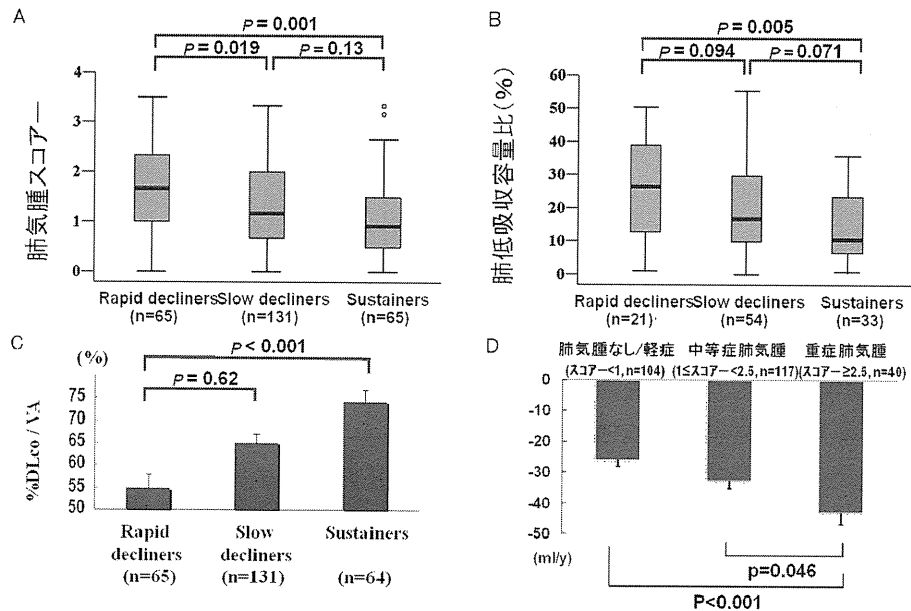 A
P = 0.001
P = 0.019
P = 0.13
肺気腫スコアー
4
3
2
1
0
Rapid decliners
(n=65)
Slow decliners
(n=131)
Sustainers
(n=65)
B
P = 0.005
P = 0.094
P = 0.071
肺低吸収容量比(%)
60
50
40
30
20
10
0
Rapid decliners
(n=21)
Slow decliners
(n=54)
Sustainers
(n=33)
C
(%)
P < 0.001
P = 0.62
%DLco / VA
75
70
65
60
55
50
Rapid
decliners
(n=65)
Slow
decliners
(n=131)
Sustainers
(n=64)
D
肺気腫なし/軽症
(スコアー<1, n=104)
中等症肺気腫
(1≤スコアー<2.5, n=117)
重症肺気腫
(スコアー≥2.5, n=40)
0
-10
-20
-30
-40
-50
(ml/y)
p=0.046
P<0.001